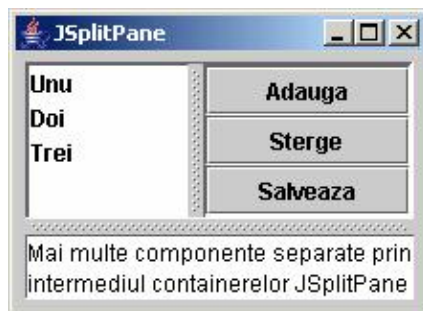 JSplitPane
Unu
Doi
Trei
Adauga
Sterge
Salveaza
Mai multe componente separate prin
intermediul containerelor JSplitPane